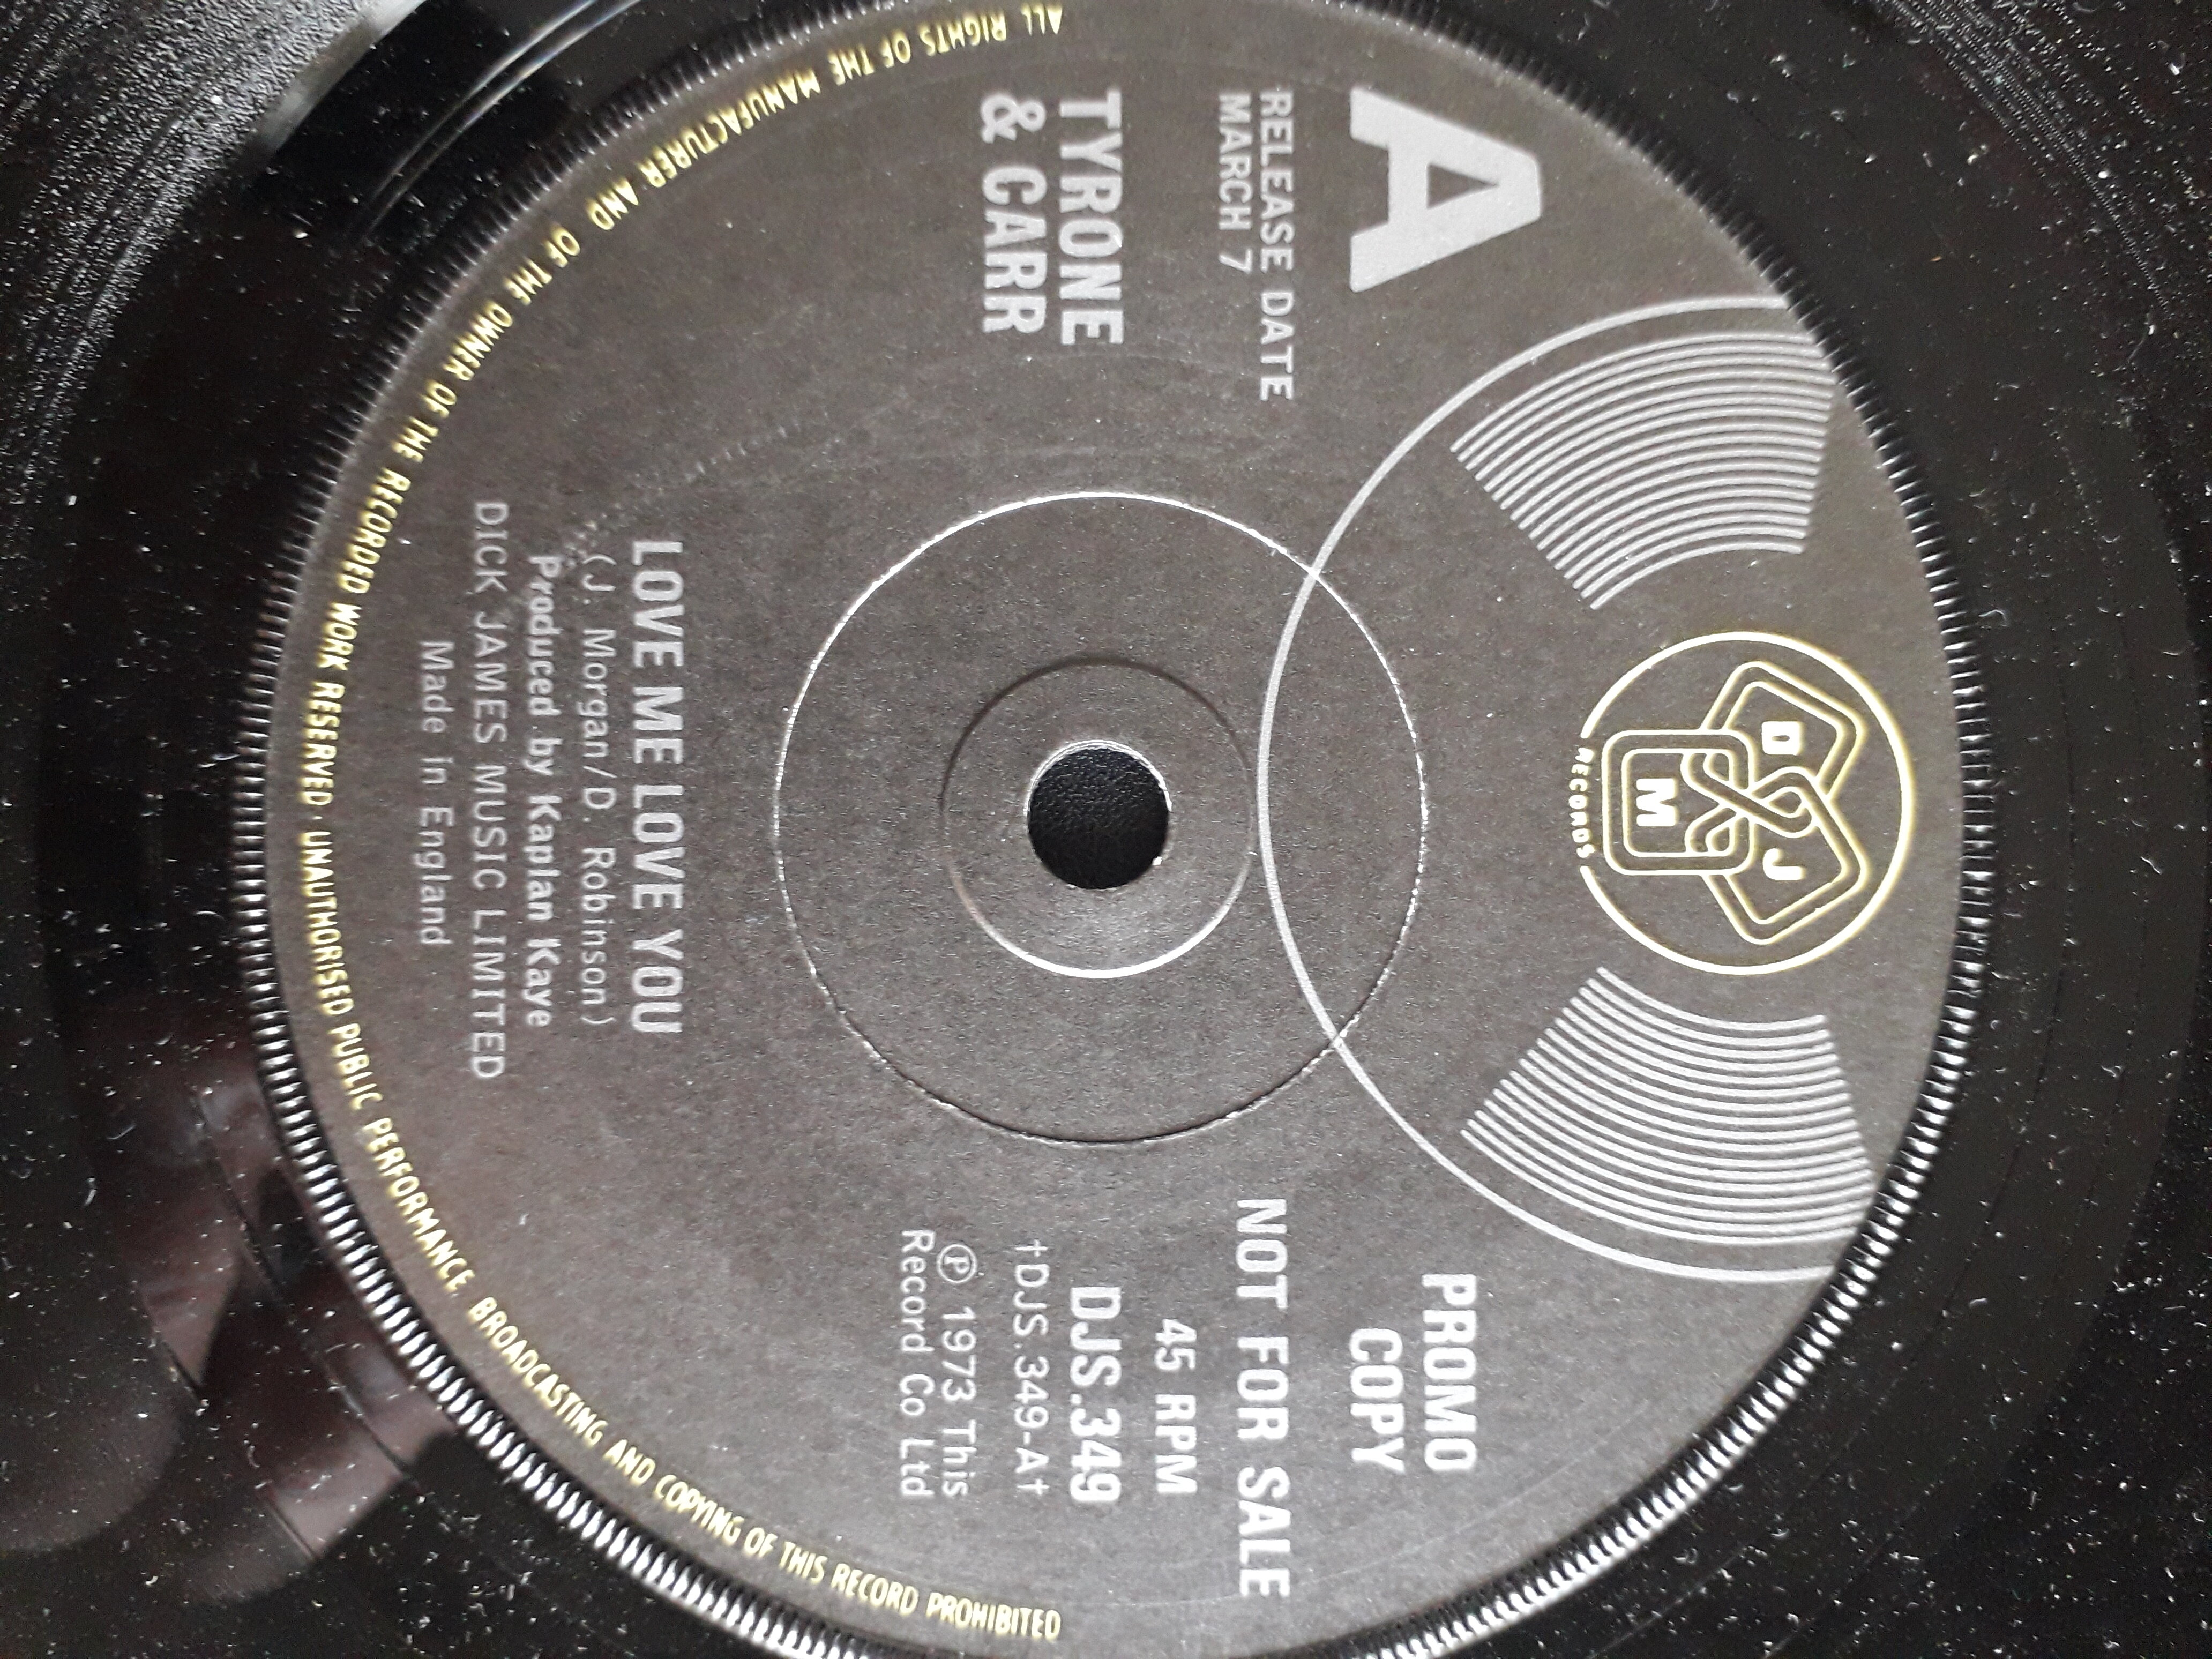 D J
M
RECORDS
A
PROMO
COPY
RELEASE DATE
MARCH 7
NOT FOR SALE
TYRONE
& CARR
45 RPM
DJS.349
†DJS.349-A†
Ⓟ 1973 This
Record Co Ltd
LOVE ME LOVE YOU
(J. Morgan/D. Robinson)
Produced by Kaplan Kaye
DICK JAMES MUSIC LIMITED
Made in England
ALL RIGHTS OF THE MANUFACTURER AND OF THE OWNER OF THE RECORDED WORK RESERVED · UNAUTHORISED PUBLIC PERFORMANCE BROADCASTING AND COPYING OF THIS RECORD PROHIBITED